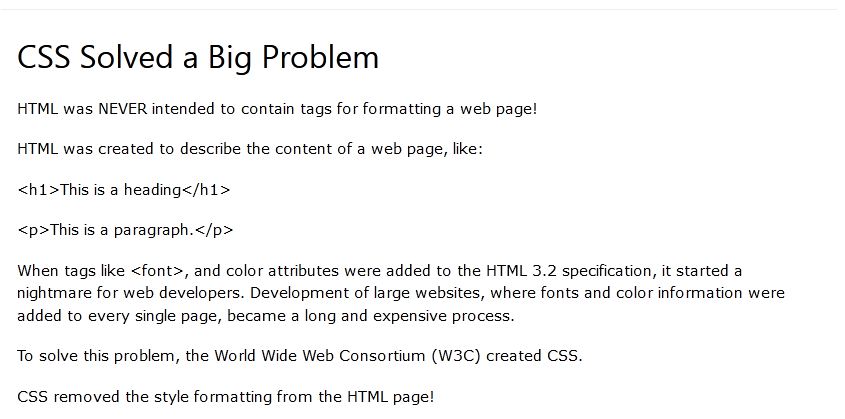 CSS Solved a Big Problem
HTML was NEVER intended to contain tags for formatting a web page!
HTML was created to describe the content of a web page, like:
<h1>This is a heading</h1>
<p>This is a paragraph.</p>
When tags like <font>, and color attributes were added to the HTML 3.2 specification, it started a
nightmare for web developers. Development of large websites, where fonts and color information were
added to every single page, became a long and expensive process.
To solve this problem, the World Wide Web Consortium (W3C) created CSS.
CSS removed the style formatting from the HTML page!